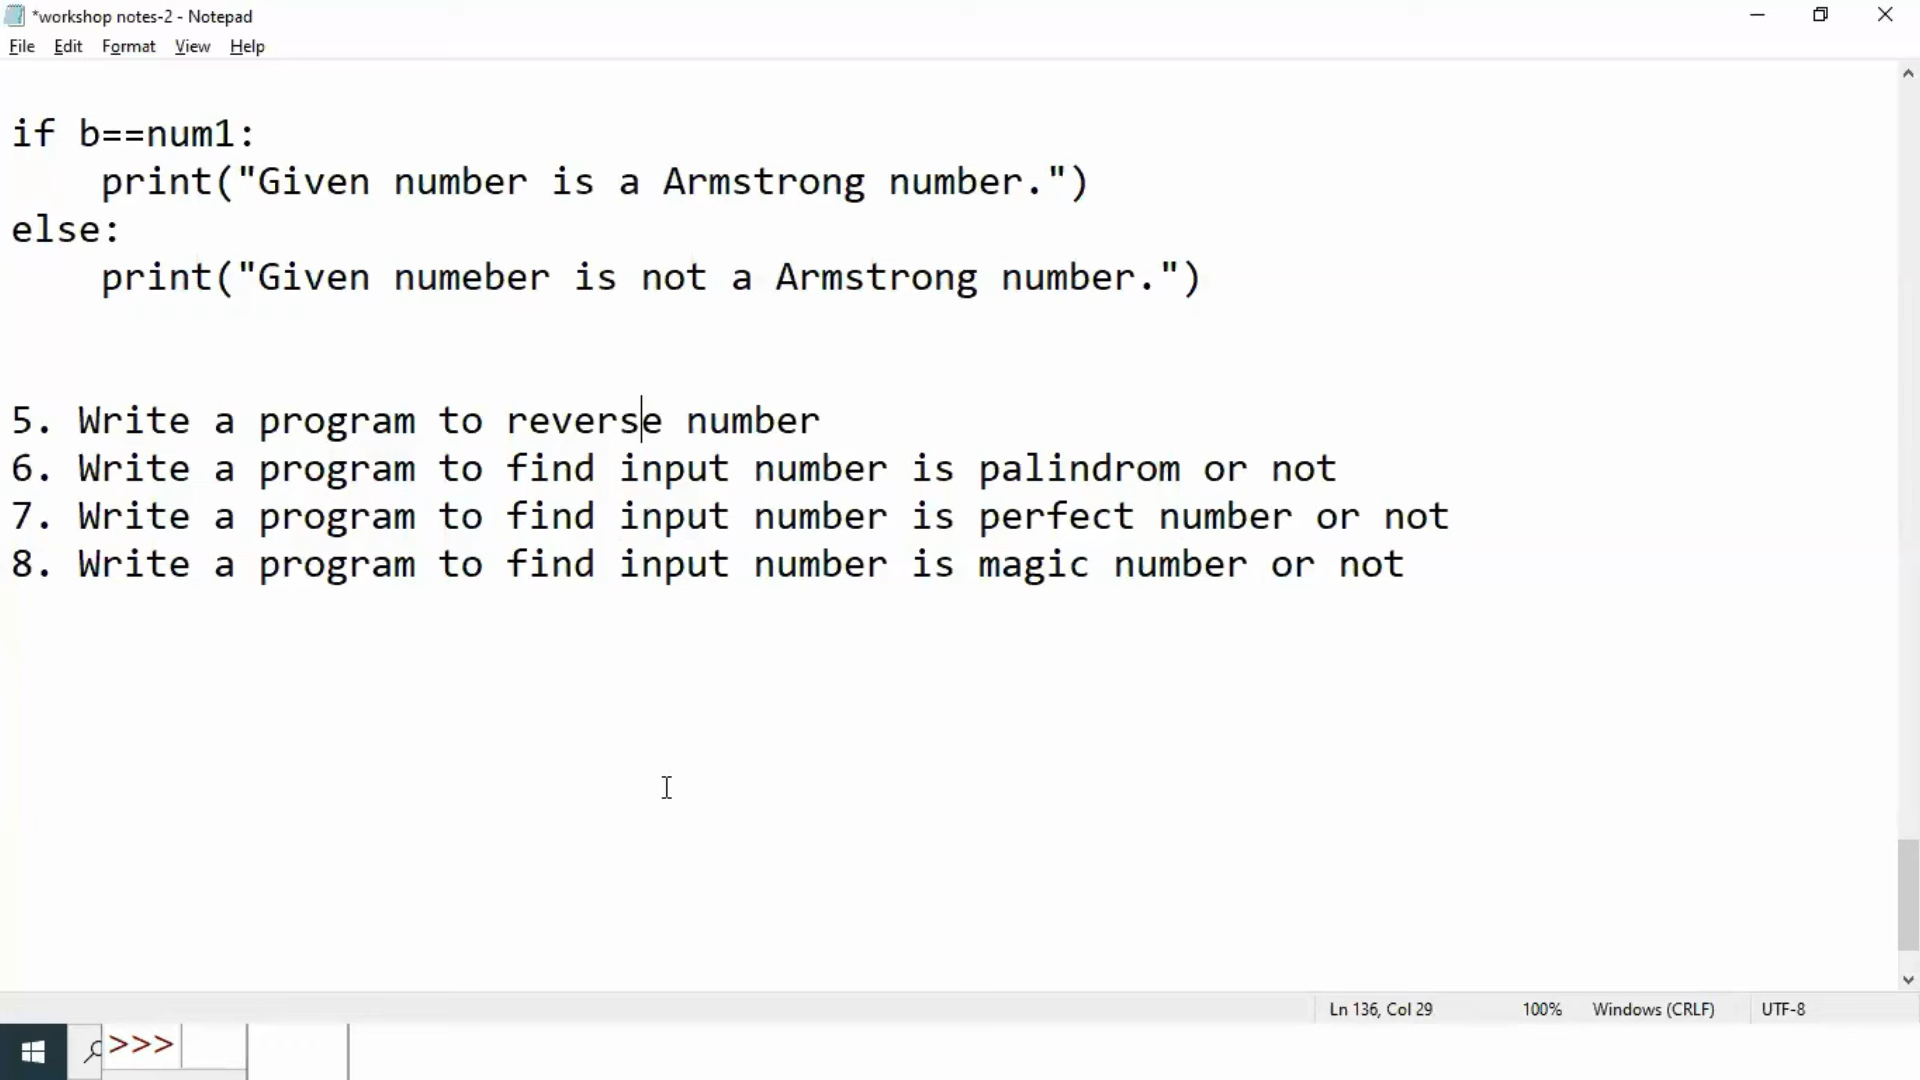 *workshop notes-2 - Notepad
File Edit Format View Help
if b==num1:
    print("Given number is a Armstrong number.")
else:
    print("Given numeber is not a Armstrong number.")
5. Write a program to reverse number
6. Write a program to find input number is palindrom or not
7. Write a program to find input number is perfect number or not
8. Write a program to find input number is magic number or not
Ln 136, Col 29 100% Windows (CRLF) UTF-8
>>>